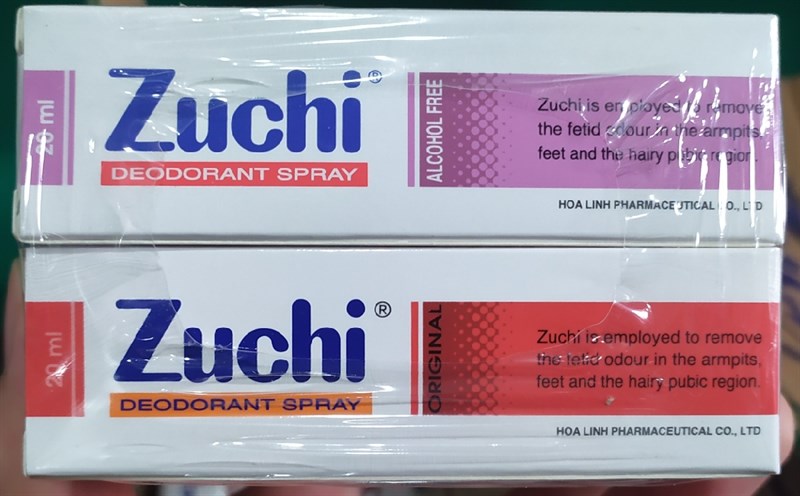 20 ml
Zuchi®
DEODORANT SPRAY
ALCOHOL FREE
Zuchi is employed to remove
the fetid odour in the armpits,
feet and the hairy pubic region.
HOA LINH PHARMACEUTICAL CO., LTD
20 ml
Zuchi®
DEODORANT SPRAY
ORIGINAL
Zuchi is employed to remove
the fetid odour in the armpits,
feet and the hairy pubic region.
HOA LINH PHARMACEUTICAL CO., LTD